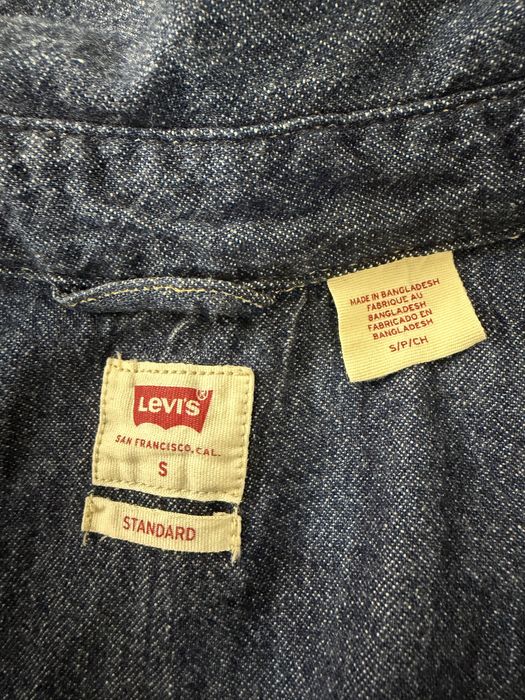 MADE IN BANGLADESH
FABRIQUE AU
BANGLADESH
FABRICADO EN
BANGLADESH
S/P/CH
LEVI'S®
SAN FRANCISCO, CAL.
S
STANDARD